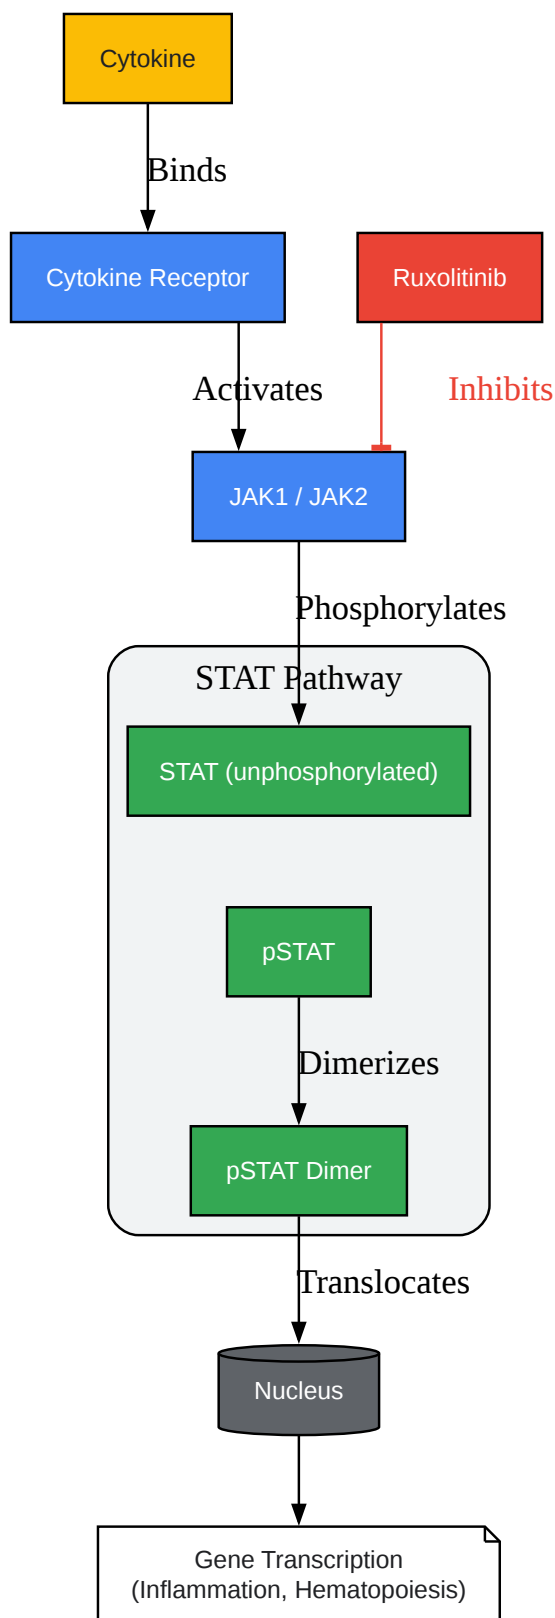 Cytokine
Binds
Cytokine Receptor
Ruxolitinib
Activates
Inhibits
JAK1 / JAK2
Phosphorylates
STAT Pathway
STAT (unphosphorylated)
pSTAT
Dimerizes
pSTAT Dimer
Translocates
Nucleus
Gene Transcription
(Inflammation, Hematopoiesis)